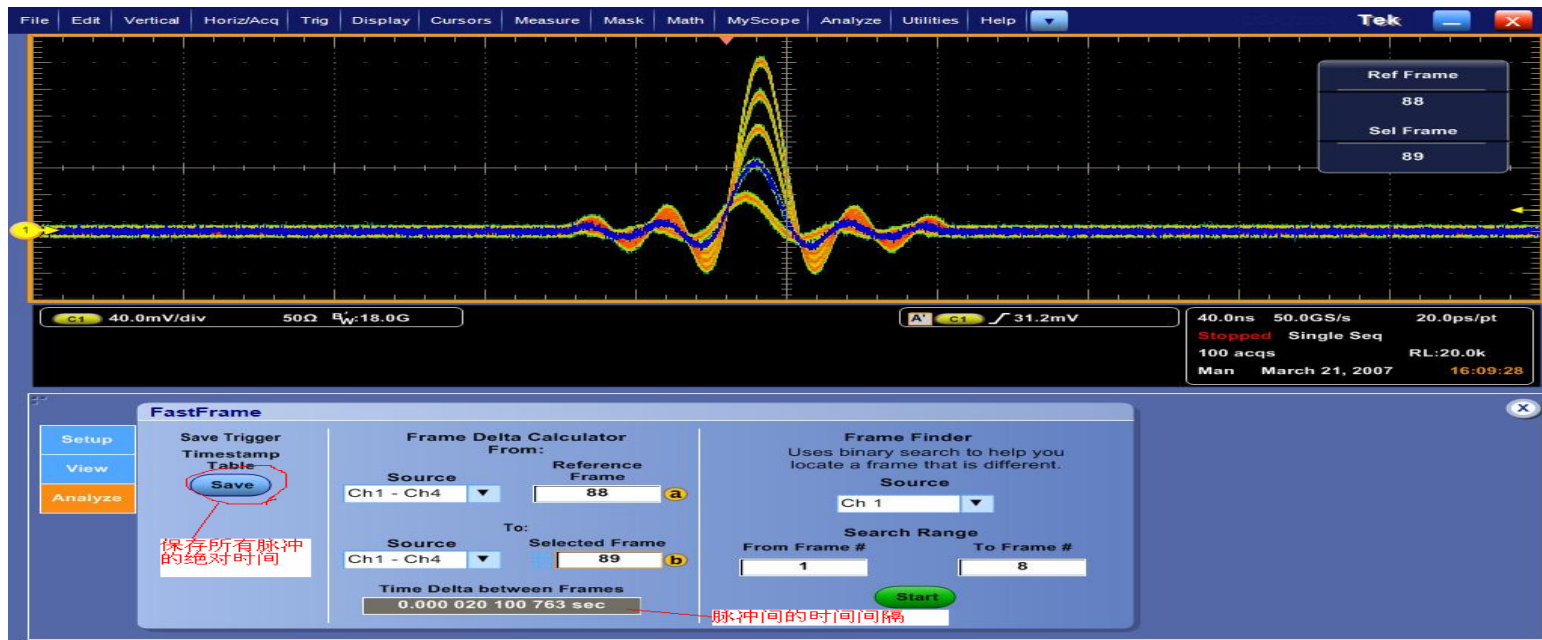 File Edit Vertical Horiz/Acq Trig Display Cursors Measure Mask Math MyScope Analyze Utilities Help Tek
Ref Frame
88
Sel Frame
89
1
C1 40.0mV/div 50Ω BW:18.0G
A' C1 31.2mV
40.0ns 50.0GS/s 20.0ps/pt
Stopped Single Seq
100 acqs RL:20.0k
Man March 21, 2007 16:09:28
FastFrame
Setup
View
Analyze
Save Trigger
Timestamp
Table
Save
保存所有脉冲
的绝对时间
Frame Delta Calculator
From:
Source
Reference
Frame
Ch1 - Ch4
88
a
To:
Source
Selected Frame
Ch1 - Ch4
89
b
Time Delta between Frames
0.000 020 100 763 sec
脉冲间的时间间隔
Frame Finder
Uses binary search to help you
locate a frame that is different.
Source
Ch 1
Search Range
From Frame # To Frame #
1 8
Start